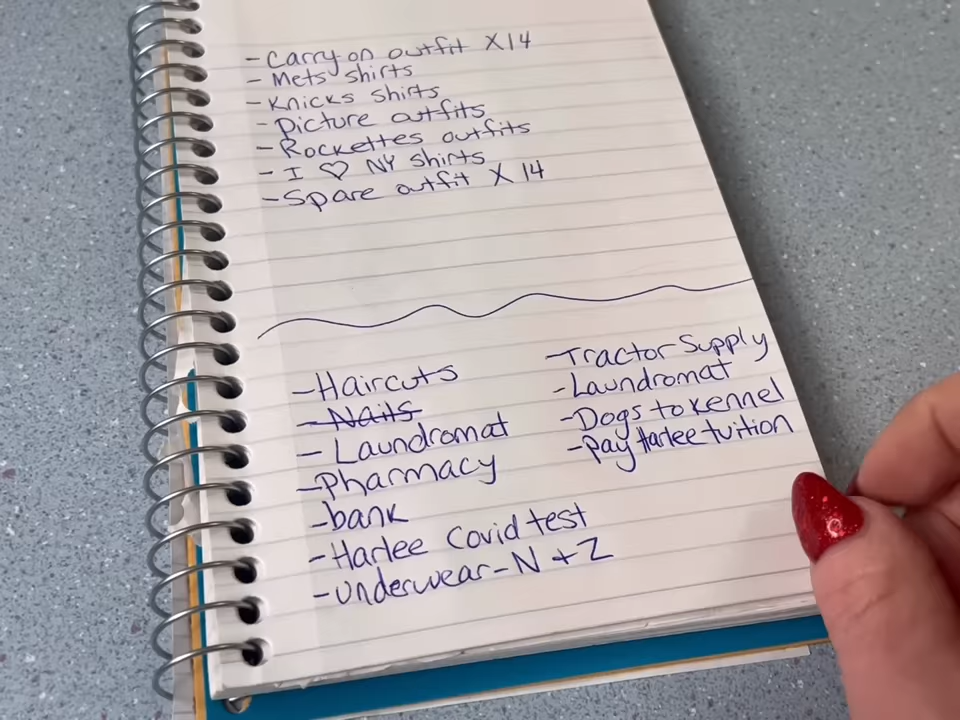 - Carry on outfit X14
- Mets shirts
- Knicks shirts
- Picture outfits
- Rockettes outfits
- I ♡ NY shirts
- Spare outfit X 14
- Haircuts
- Nails
- Laundromat
- Pharmacy
- bank
- Harlee Covid test
- underwear - N + Z
- Tractor Supply
- Laundromat
- Dogs to kennel
- pay Harlee tuition